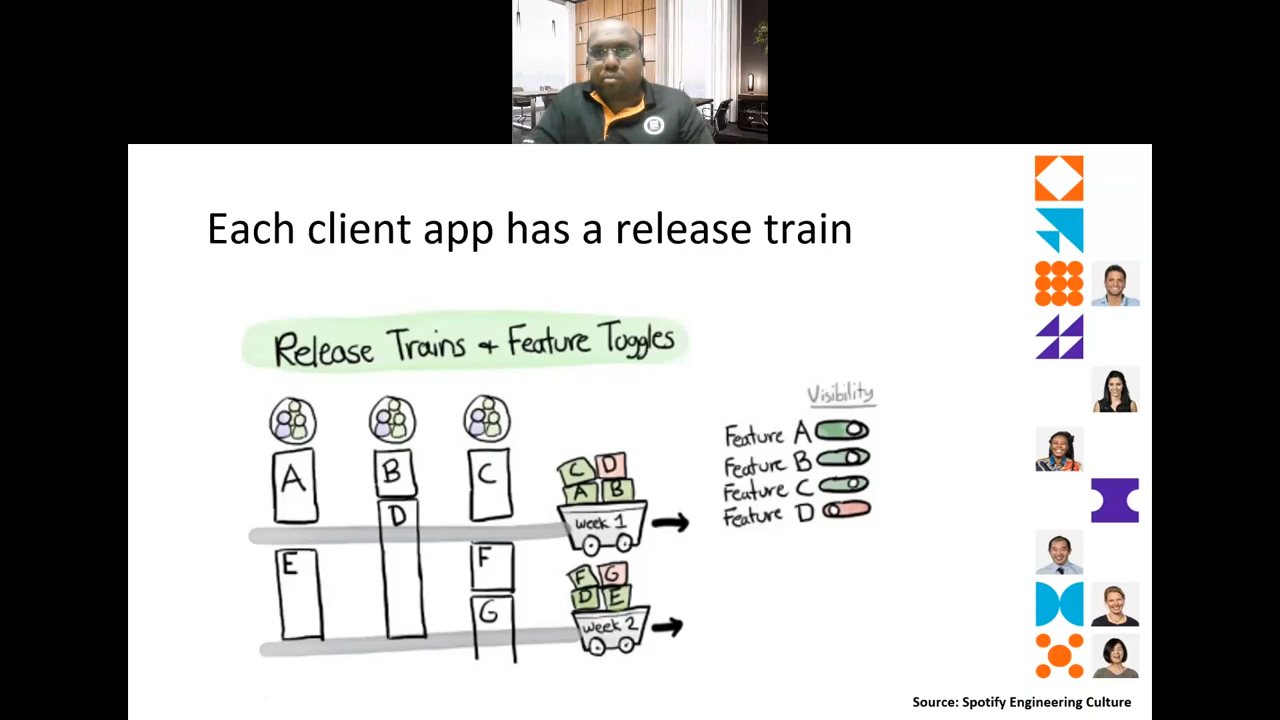 Each client app has a release train
Release Trains + Feature Toggles
Visibility
A
B
C
D
Feature A
Feature B
Feature C
Feature D
C D
A B
week 1
E
F
G
F G
D E
week 2
Source: Spotify Engineering Culture